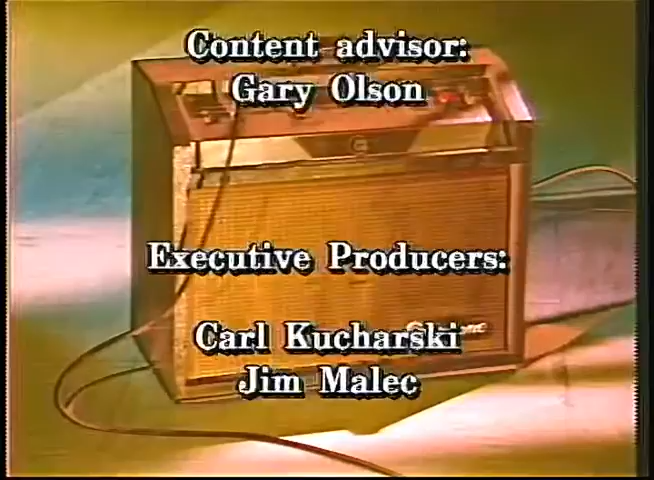 Content advisor:
Gary Olson
Executive Producers:
Carl Kucharski
Jim Malec